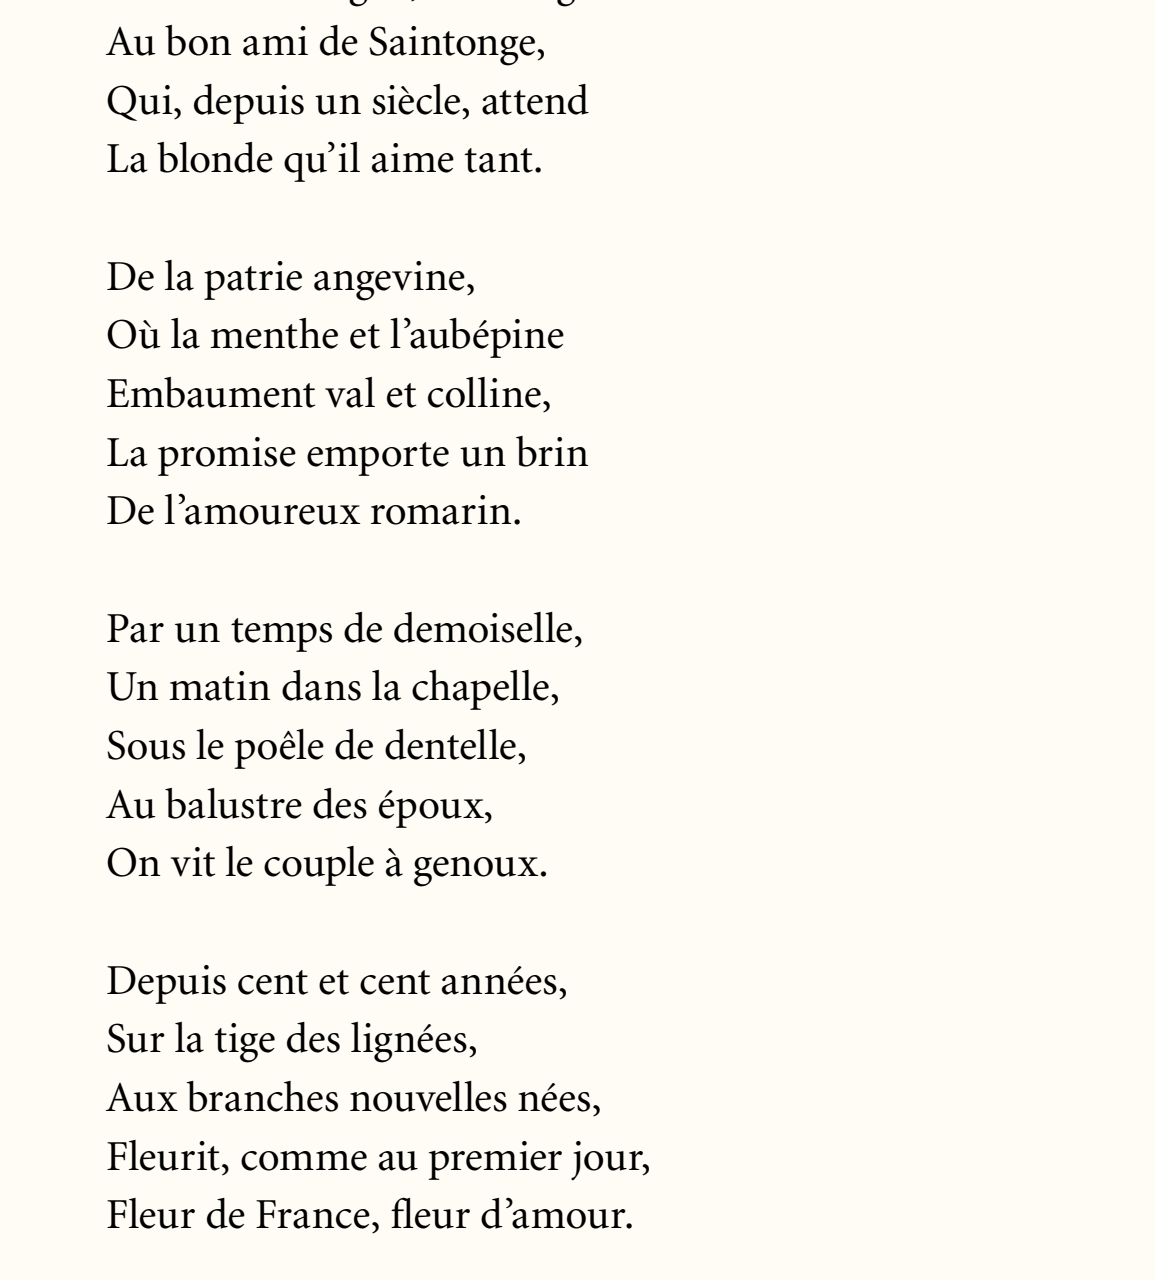 Au bon ami de Saintonge,
Qui, depuis un siècle, attend
La blonde qu’il aime tant.
De la patrie angevine,
Où la menthe et l’aubépine
Embaument val et colline,
La promise emporte un brin
De l’amoureux romarin.
Par un temps de demoiselle,
Un matin dans la chapelle,
Sous le poêle de dentelle,
Au balustre des époux,
On vit le couple à genoux.
Depuis cent et cent années,
Sur la tige des lignées,
Aux branches nouvelles nées,
Fleurit, comme au premier jour,
Fleur de France, fleur d’amour.